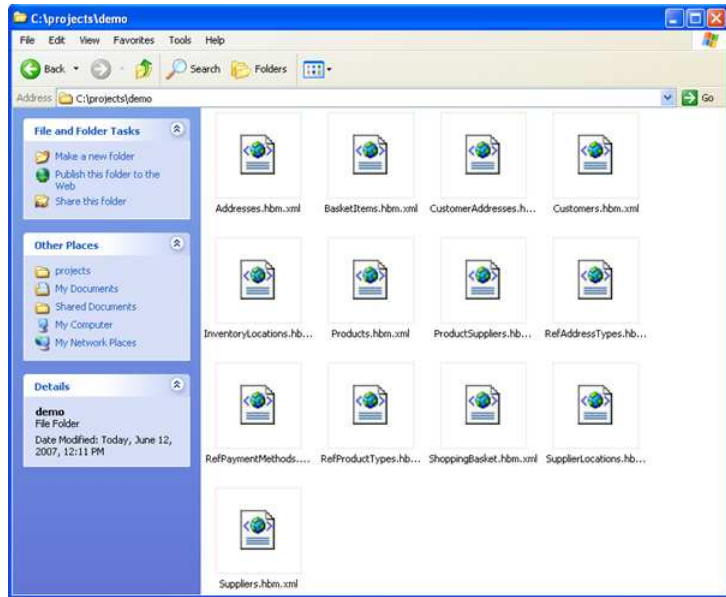 C:\projects\demo
File Edit View Favorites Tools Help
Back Search Folders
Address C:\projects\demo Go
File and Folder Tasks
Make a new folder
Publish this folder to the
Web
Share this folder
Other Places
projects
My Documents
Shared Documents
My Computer
My Network Places
Details
demo
File Folder
Date Modified: Today, June 12,
2007, 12:11 PM
Addresses.hbm.xml BasketItems.hbm.xml CustomerAddresses.h... Customers.hbm.xml
InventoryLocations.hb... Products.hbm.xml ProductSuppliers.hb... RefAddressTypes.hb...
RefPaymentMethods.... RefProductTypes.hb... ShoppingBasket.hbm.xml SupplierLocations.hb...
Suppliers.hbm.xml